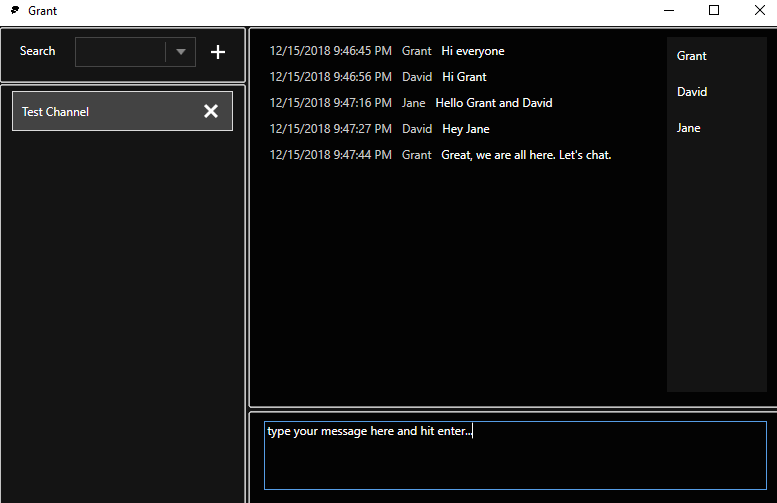 Grant
Search
Test Channel
12/15/2018 9:46:45 PM Grant Hi everyone
12/15/2018 9:46:56 PM David Hi Grant
12/15/2018 9:47:16 PM Jane Hello Grant and David
12/15/2018 9:47:27 PM David Hey Jane
12/15/2018 9:47:44 PM Grant Great, we are all here. Let's chat.
Grant
David
Jane
type your message here and hit enter...